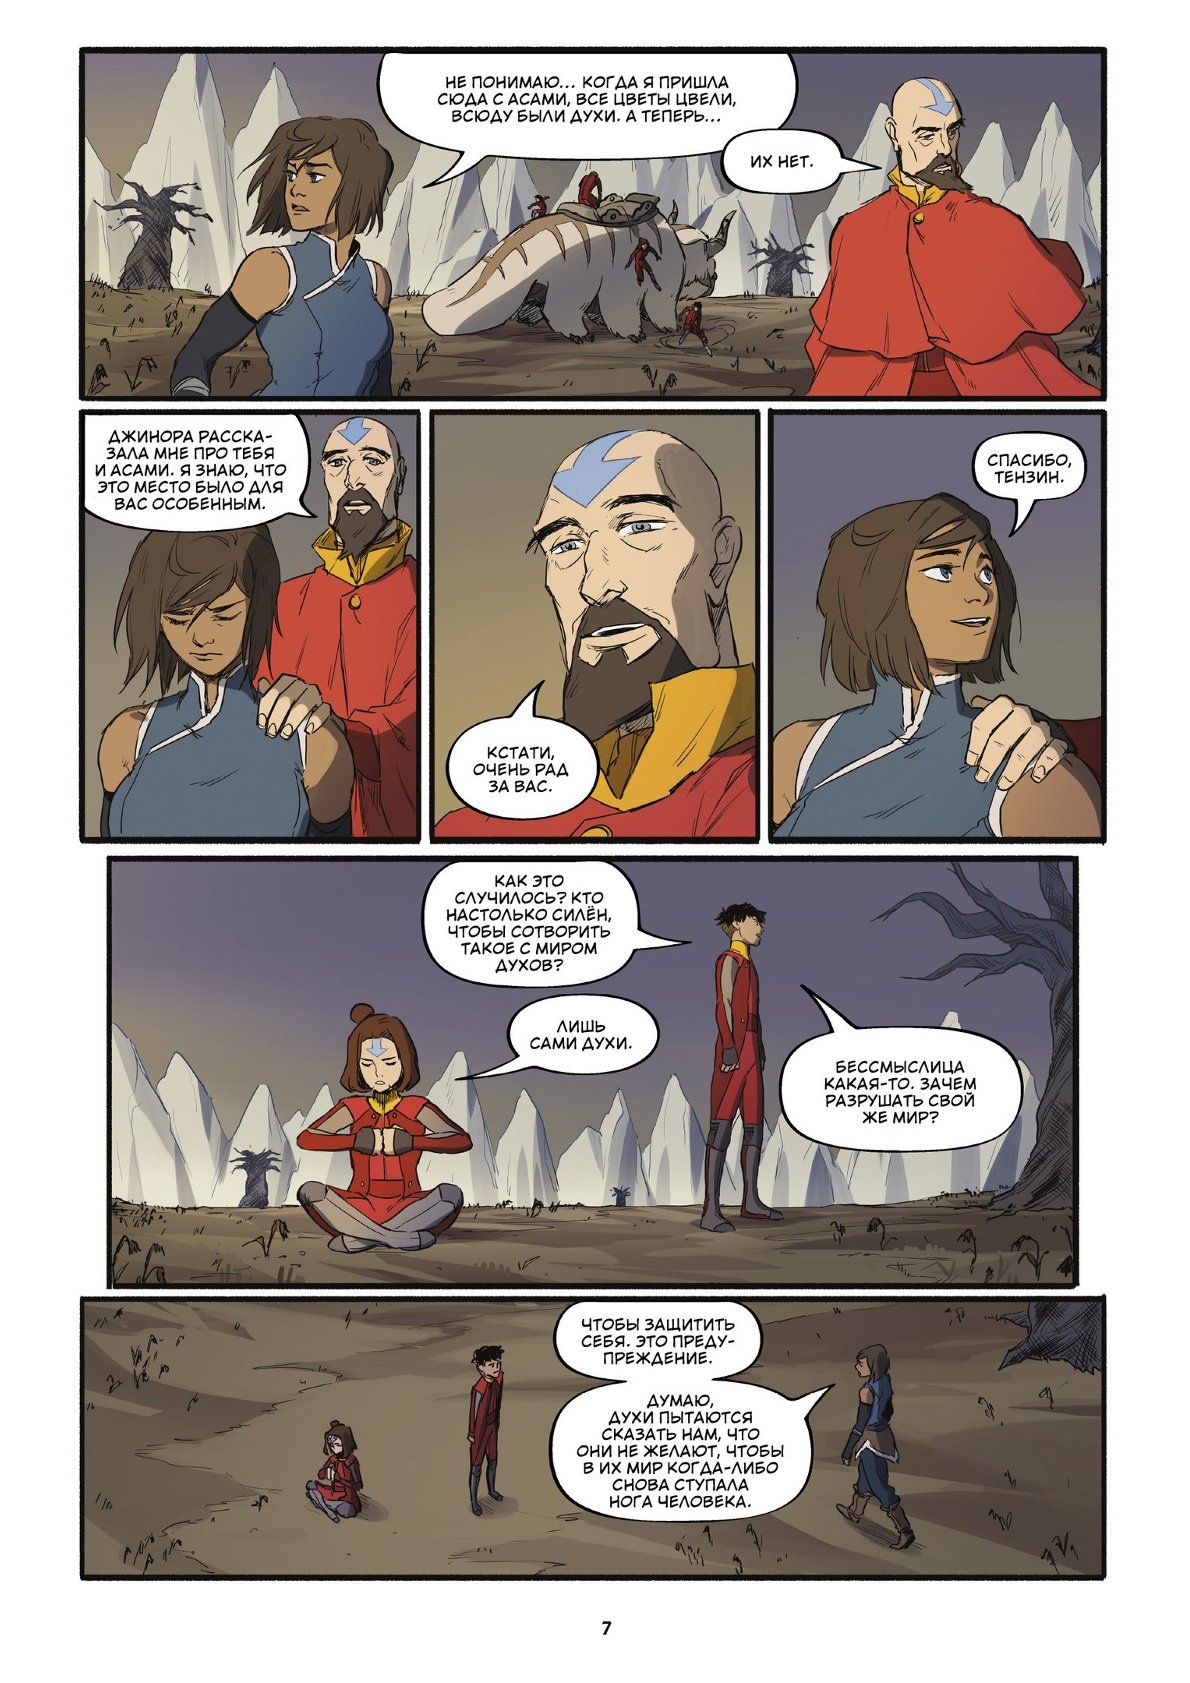 НЕ ПОНИМАЮ... КОГДА Я ПРИШЛА
СЮДА С АСАМИ, ВСЕ ЦВЕТЫ ЦВЕЛИ,
ВСЮДУ БЫЛИ ДУХИ. А ТЕПЕРЬ...
ИХ НЕТ.
ДЖИНОРА РАССКА-
ЗАЛА МНЕ ПРО ТЕБЯ
И АСАМИ. Я ЗНАЮ, ЧТО
ЭТО МЕСТО БЫЛО ДЛЯ
ВАС ОСОБЕННЫМ.
КСТАТИ,
ОЧЕНЬ РАД
ЗА ВАС.
СПАСИБО,
ТЕНЗИН.
КАК ЭТО
СЛУЧИЛОСЬ? КТО
НАСТОЛЬКО СИЛЁН,
ЧТОБЫ СОТВОРИТЬ
ТАКОЕ С МИРОМ
ДУХОВ?
ЛИШЬ
САМИ ДУХИ.
БЕССМЫСЛИЦА
КАКАЯ-ТО. ЗАЧЕМ
РАЗРУШАТЬ СВОЙ
ЖЕ МИР?
ЧТОБЫ ЗАЩИТИТЬ
СЕБЯ. ЭТО ПРЕДУ-
ПРЕЖДЕНИЕ.
ДУМАЮ,
ДУХИ ПЫТАЮТСЯ
СКАЗАТЬ НАМ, ЧТО
ОНИ НЕ ЖЕЛАЮТ, ЧТОБЫ
В ИХ МИР КОГДА-ЛИБО
СНОВА СТУПАЛА
НОГА ЧЕЛОВЕКА.
7